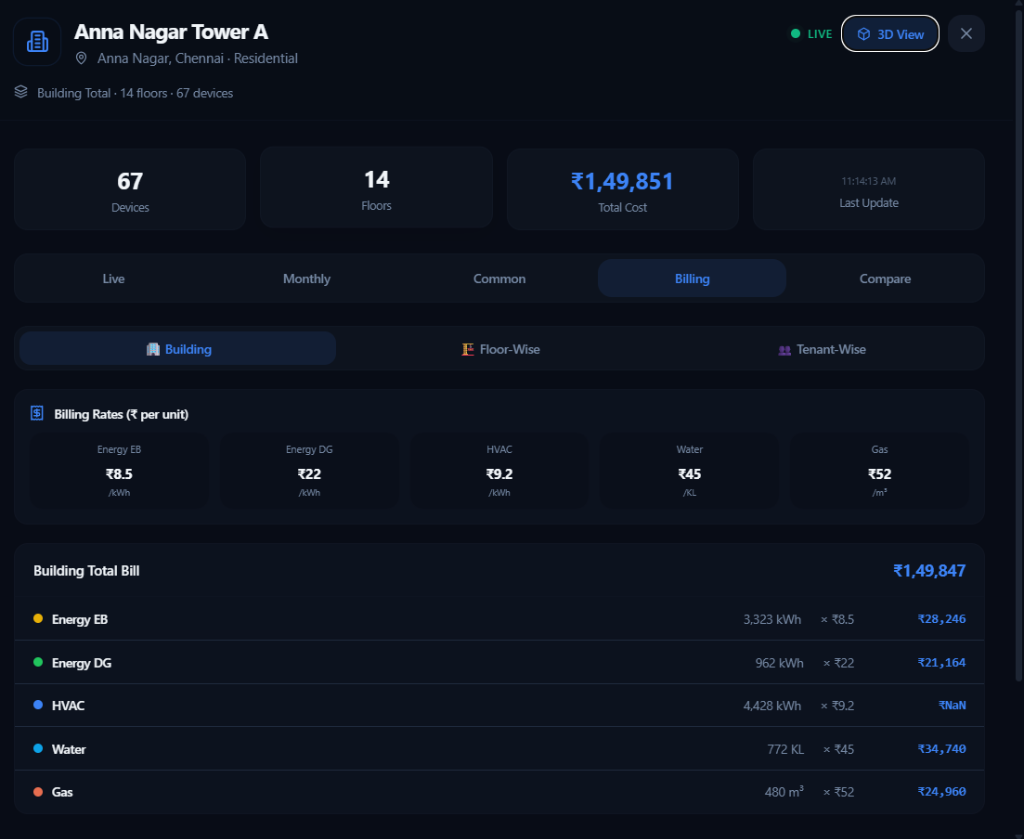 Anna Nagar Tower A
LIVE
3D View
Anna Nagar, Chennai · Residential
Building Total · 14 floors · 67 devices
67
Devices
14
Floors
₹1,49,851
Total Cost
11:14:13 AM
Last Update
Live
Monthly
Common
Billing
Compare
Building
Floor-Wise
Tenant-Wise
Billing Rates (₹ per unit)
Energy EB
₹8.5
/kWh
Energy DG
₹22
/kWh
HVAC
₹9.2
/kWh
Water
₹45
/KL
Gas
₹52
/m³
Building Total Bill ₹1,49,847
Energy EB 3,323 kWh × ₹8.5 ₹28,246
Energy DG 962 kWh × ₹22 ₹21,164
HVAC 4,428 kWh × ₹9.2 ₹NaN
Water 772 KL × ₹45 ₹34,740
Gas 480 m³ × ₹52 ₹24,960